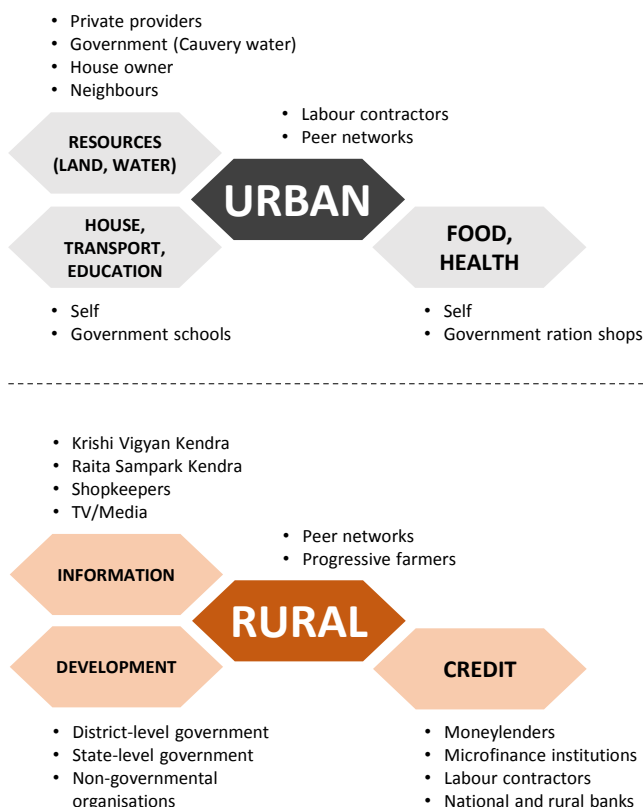 • Private providers
• Government (Cauvery water)
• House owner
• Neighbours
• Labour contractors
• Peer networks
RESOURCES
(LAND, WATER)
URBAN
HOUSE,
TRANSPORT,
EDUCATION
FOOD,
HEALTH
• Self
• Government schools
• Self
• Government ration shops
• Krishi Vigyan Kendra
• Raita Sampark Kendra
• Shopkeepers
• TV/Media
• Peer networks
• Progressive farmers
INFORMATION
RURAL
DEVELOPMENT
CREDIT
• District-level government
• State-level government
• Non-governmental
organisations
• Moneylenders
• Microfinance institutions
• Labour contractors
• National and rural banks